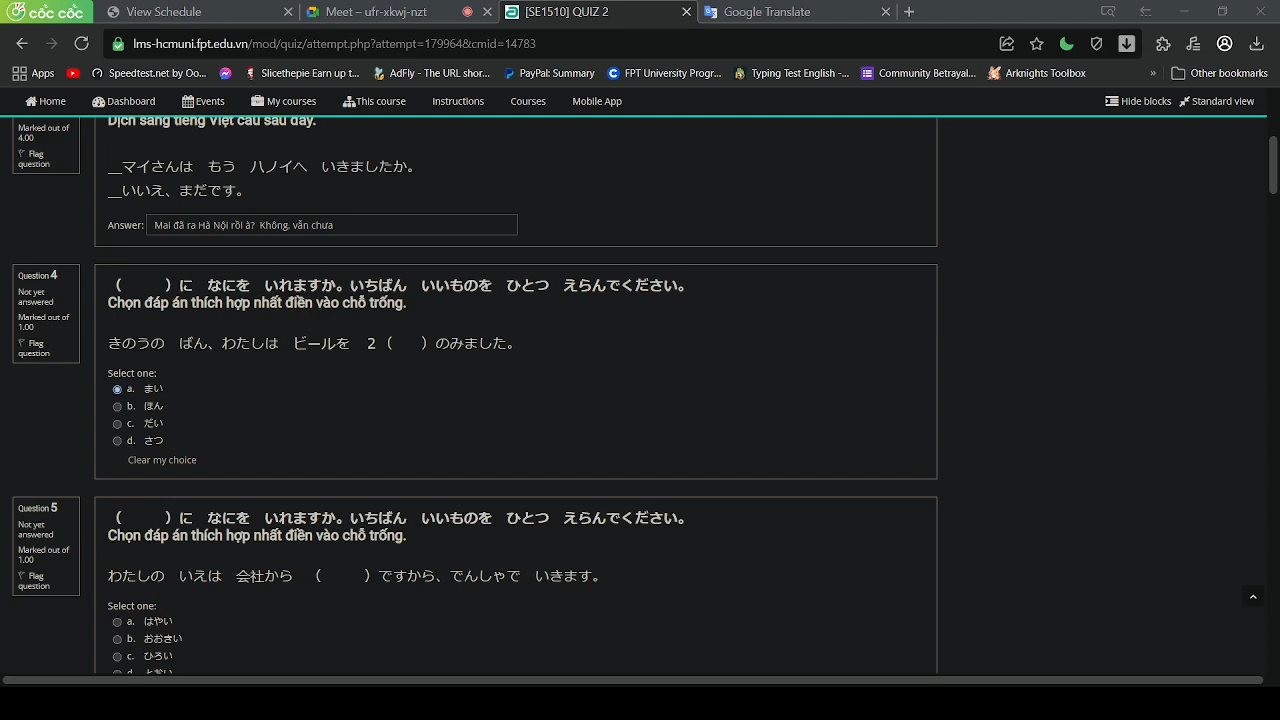 cốc cốc
View Schedule
Meet – ufr-xkwj-nzt
[SE1510] QUIZ 2
Google Translate
lms-hcmuni.fpt.edu.vn/mod/quiz/attempt.php?attempt=179964&cmid=14783
Apps
Speedtest.net by Oo...
Slicethepie Earn up t...
AdFly - The URL shor...
PayPal: Summary
FPT University Progr...
Typing Test English -...
Community Betrayal...
Arknights Toolbox
»
Other bookmarks
Home
Dashboard
Events
My courses
This course
Instructions
Courses
Mobile App
Hide blocks
Standard view
Marked out of
4.00
Flag
question
Dịch sang tiếng Việt câu sau đây.
__マイさんは　もう　ハノイへ　いきましたか。
__いいえ、まだです。
Answer: Mai đã ra Hà Nội rồi à? Không, vẫn chưa
Question 4
Not yet
answered
Marked out of
1.00
Flag
question
（　　　）に　なにを　いれますか。いちばん　いいものを　ひとつ　えらんでください。
Chọn đáp án thích hợp nhất điền vào chỗ trống.
きのうの　ばん、わたしは　ビールを　２（　　）のみました。
Select one:
a. まい
b. ほん
c. だい
d. さつ
Clear my choice
Question 5
Not yet
answered
Marked out of
1.00
Flag
question
（　　　）に　なにを　いれますか。いちばん　いいものを　ひとつ　えらんでください。
Chọn đáp án thích hợp nhất điền vào chỗ trống.
わたしの　いえは　会社から　（　　　）ですから、でんしゃで　いきます。
Select one:
a. はやい
b. おおさい
c. ひろい